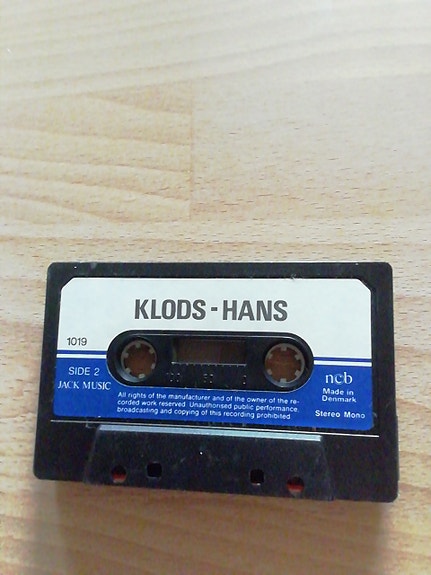 KLODS-HANS
1019
SIDE 2
JACK MUSIC
All rights of the manufacturer and of the owner of the re-
corded work reserved. Unauthorised public performance,
broadcasting and copying of this recording prohibited.
ncb
Made in
Denmark
Stereo Mono